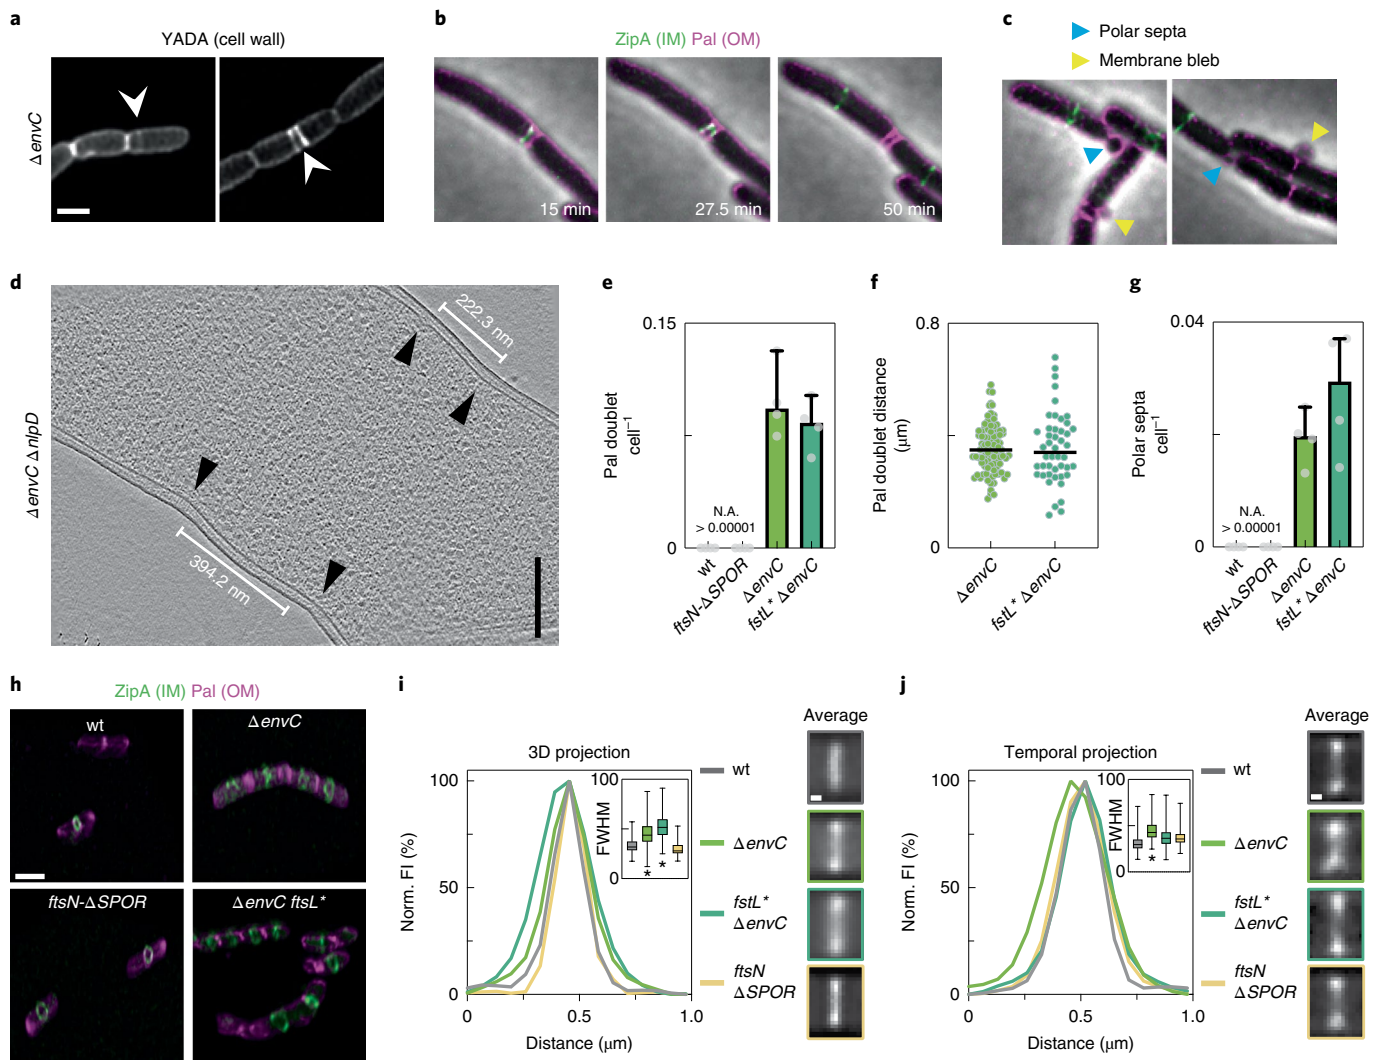 a
YADA (cell wall)
ΔenvC
b
ZipA (IM) Pal (OM)
15 min
27.5 min
50 min
c
Polar septa
Membrane bleb
d
ΔenvC ΔnlpD
222.3 nm
394.2 nm
e
Pal doublet
cell⁻¹
0.15
0
N.A.
> 0.00001
wt
ftsN-ΔSPOR
ΔenvC
fstL* ΔenvC
f
Pal doublet distance
(μm)
0.8
0
ΔenvC
fstL* ΔenvC
g
Polar septa
cell⁻¹
0.04
0
N.A.
> 0.00001
wt
ftsN-ΔSPOR
ΔenvC
fstL* ΔenvC
h
ZipA (IM) Pal (OM)
wt
ΔenvC
ftsN-ΔSPOR
ΔenvC ftsL*
i
3D projection
Norm. FI (%)
100
50
0
0
0.5
1.0
Distance (μm)
FWHM
100
0
*
*
Average
wt
ΔenvC
fstL*
ΔenvC
ftsN
ΔSPOR
j
Temporal projection
Norm. FI (%)
100
50
0
0
0.5
1.0
Distance (μm)
FWHM
100
0
*
Average
wt
ΔenvC
fstL*
ΔenvC
ftsN
ΔSPOR